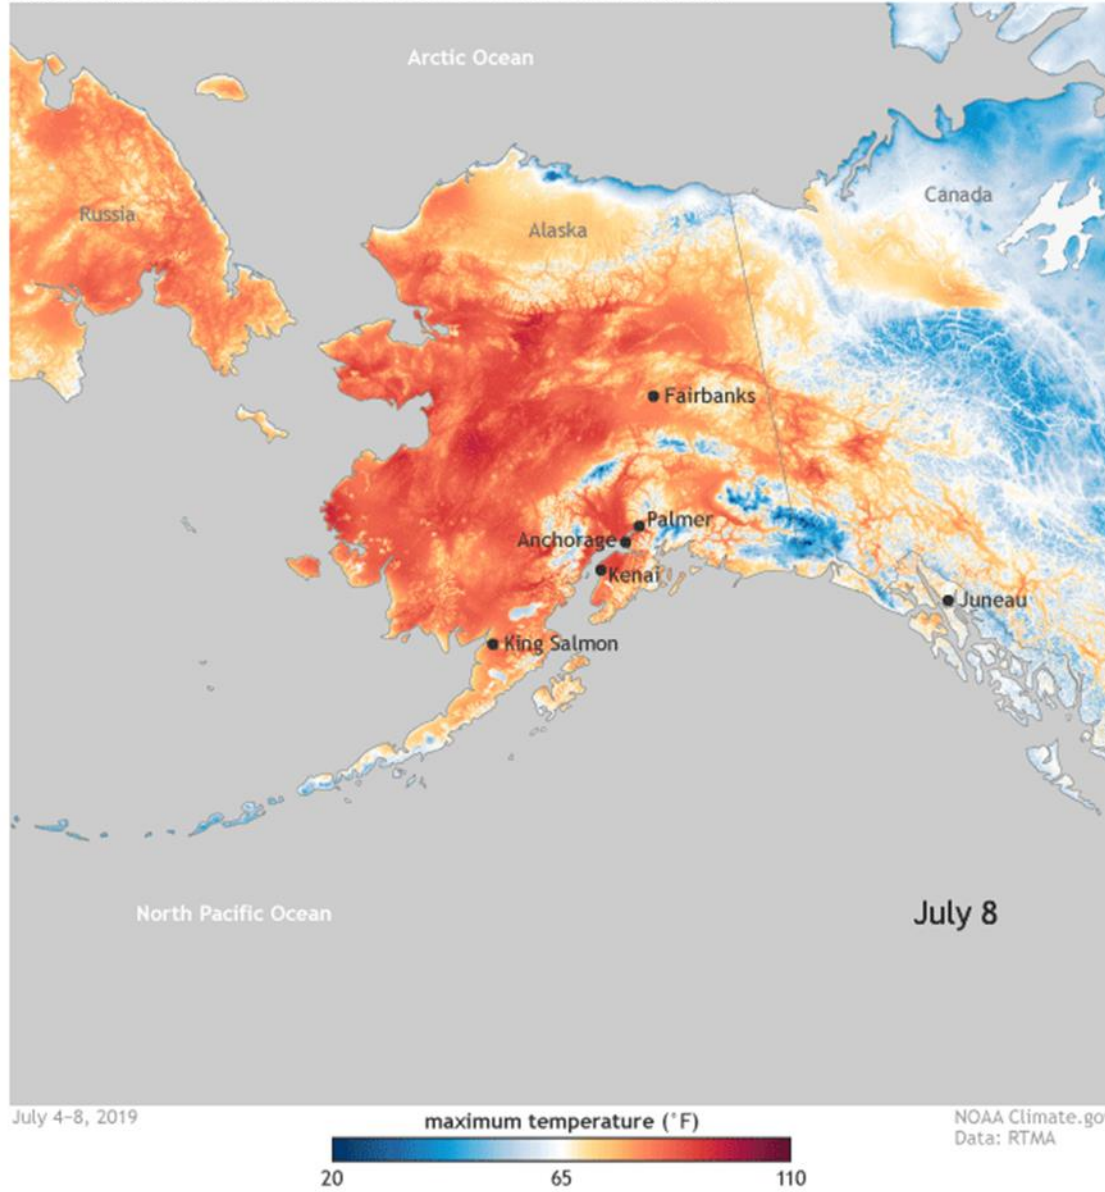 Arctic Ocean
Canada
Russia
Alaska
Fairbanks
Palmer
Anchorage
Kenai
Juneau
King Salmon
North Pacific Ocean
July 8
July 4–8, 2019
maximum temperature (°F)
NOAA Climate.gov
Data: RTMA
20
65
110